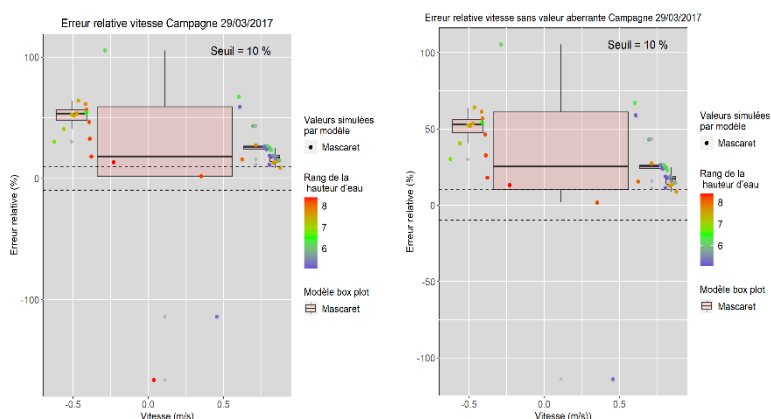 Erreur relative vitesse Campagne 29/03/2017
Seuil = 10 %
100
0
-100
Erreur relative (%)
-0.5
0.0
0.5
Vitesse (m/s)
Valeurs simulées
par modèle
Mascaret
Rang de la
hauteur d'eau
8
7
6
Modèle box plot
Mascaret
Erreur relative vitesse sans valeur aberrante Campagne 29/03/2017
Seuil = 10 %
100
50
0
-50
-100
Erreur relative (%)
-0.5
0.0
0.5
Vitesse (m/s)
Valeurs simulées
par modèle
Mascaret
Rang de la
hauteur d'eau
8
7
6
Modèle box plot
Mascaret